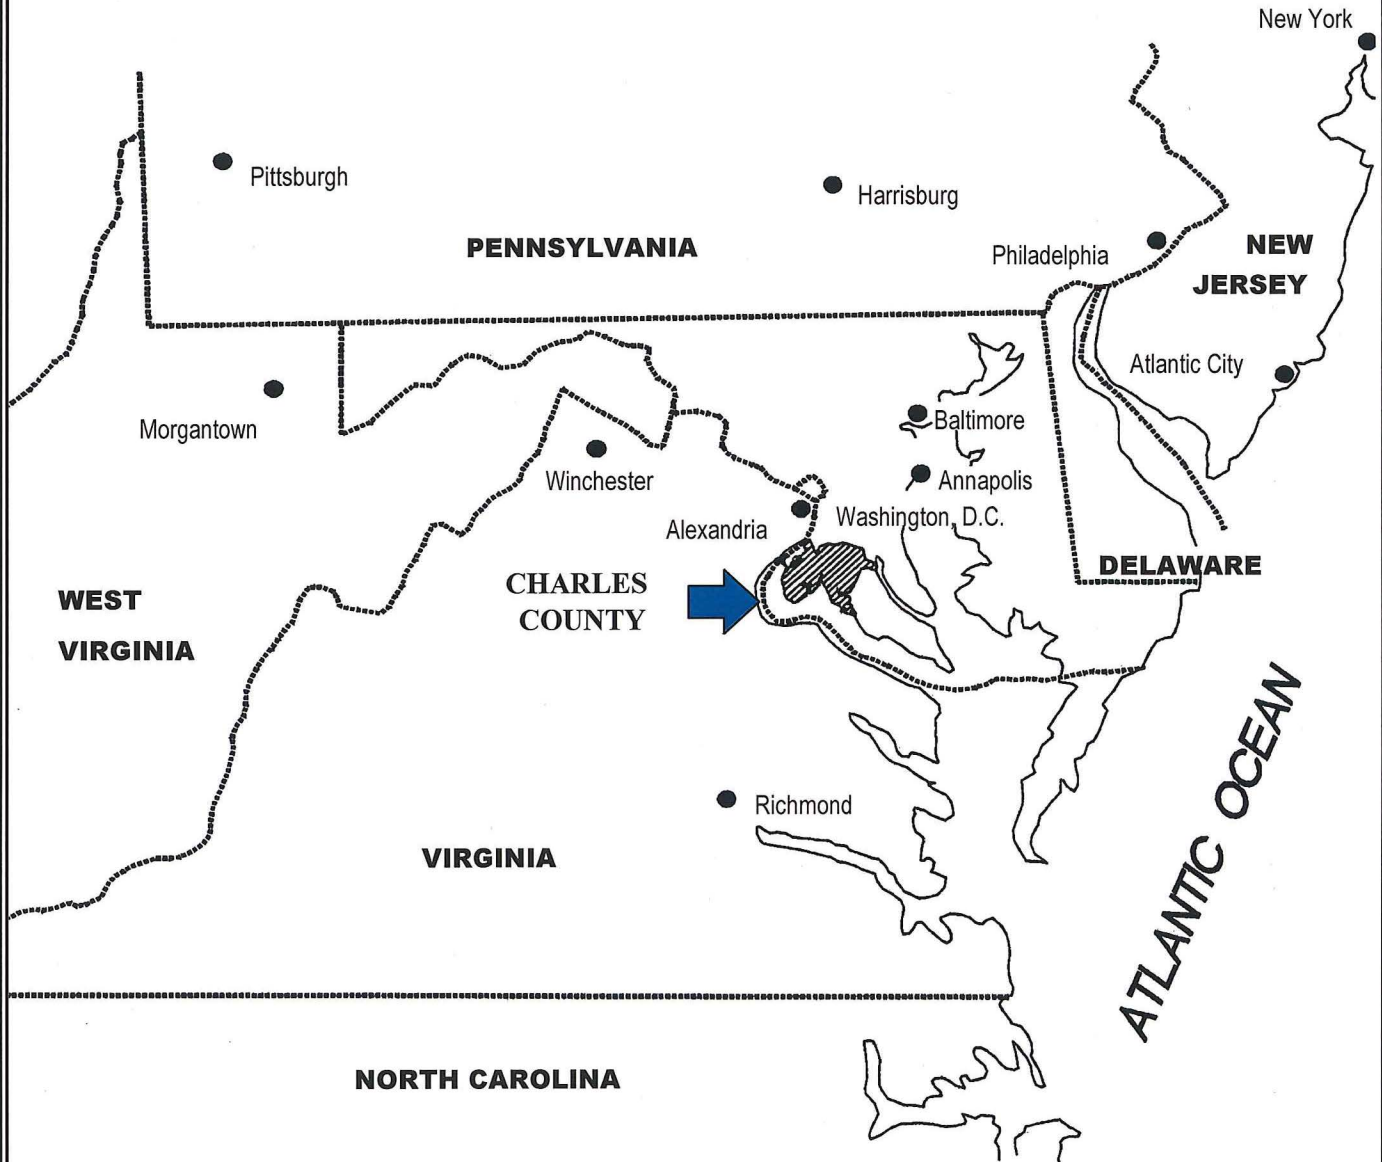 New York
Pittsburgh
Harrisburg
PENNSYLVANIA
Philadelphia
NEW
JERSEY
Atlantic City
Morgantown
Baltimore
Winchester
Annapolis
Alexandria
Washington, D.C.
DELAWARE
CHARLES
COUNTY
WEST
VIRGINIA
Richmond
VIRGINIA
ATLANTIC OCEAN
NORTH CAROLINA